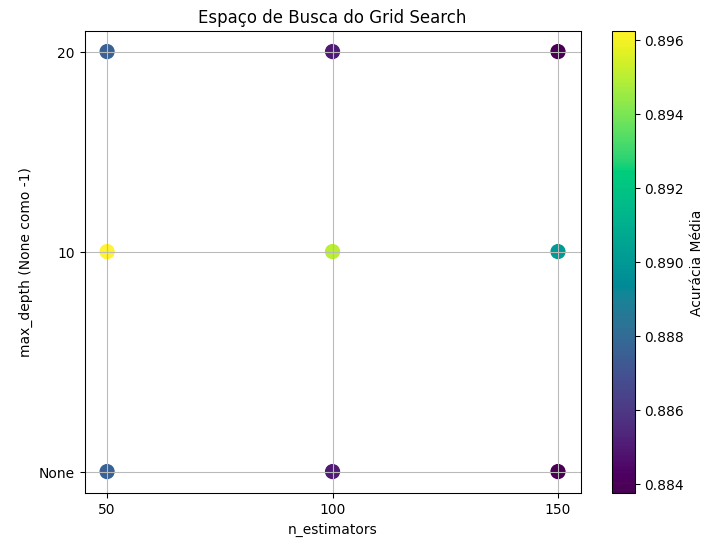 Espaço de Busca do Grid Search
max_depth (None como -1)
20
10
None
50
100
150
n_estimators
0.896
0.894
0.892
0.890
0.888
0.886
0.884
Acurácia Média